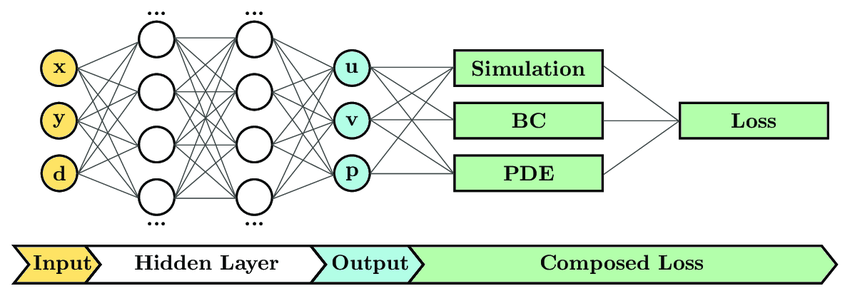 ...
...
x
y
d
u
v
p
Simulation
BC
PDE
Loss
...
...
Input
Hidden Layer
Output
Composed Loss